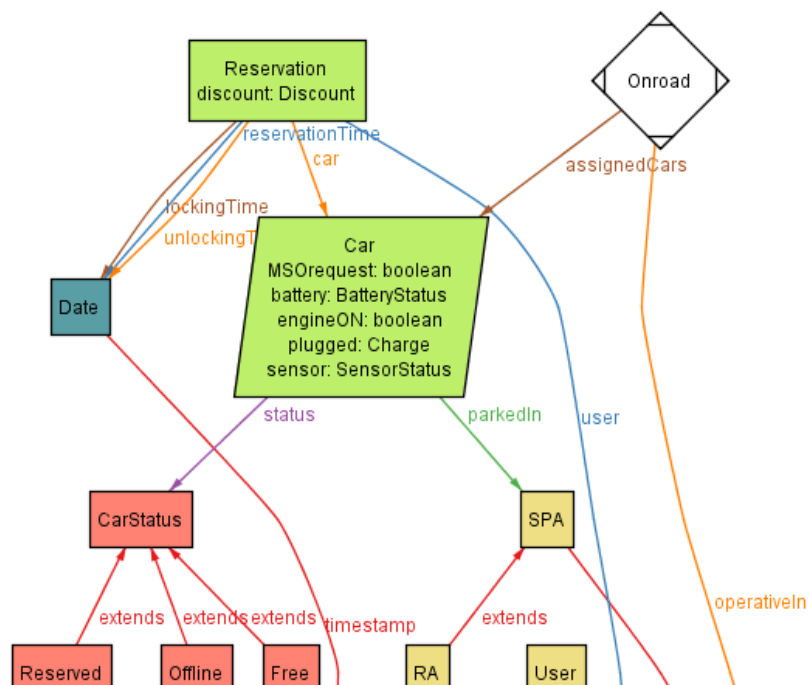 Reservation
discount: Discount
Onroad
reservationTime
car
assignedCars
lockingTime
unlockingT
Car
MSOrequest: boolean
battery: BatteryStatus
engineON: boolean
plugged: Charge
sensor: SensorStatus
Date
status
parkedIn
user
CarStatus
SPA
operativeIn
extends
extends
extends
timestamp
extends
Reserved
Offline
Free
RA
User